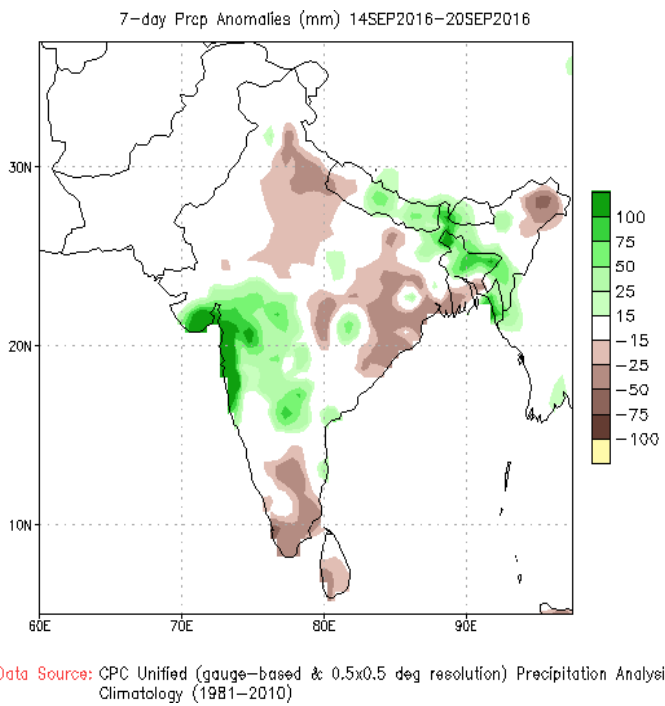 7-day Prcp Anomalies (mm) 14SEP2016-20SEP2016
30N
20N
10N
60E 70E 80E 90E
100
75
50
25
15
-15
-25
-50
-75
-100
Data Source: CPC Unified (gauge-based & 0.5x0.5 deg resolution) Precipitation Analysi
Climatology (1981-2010)